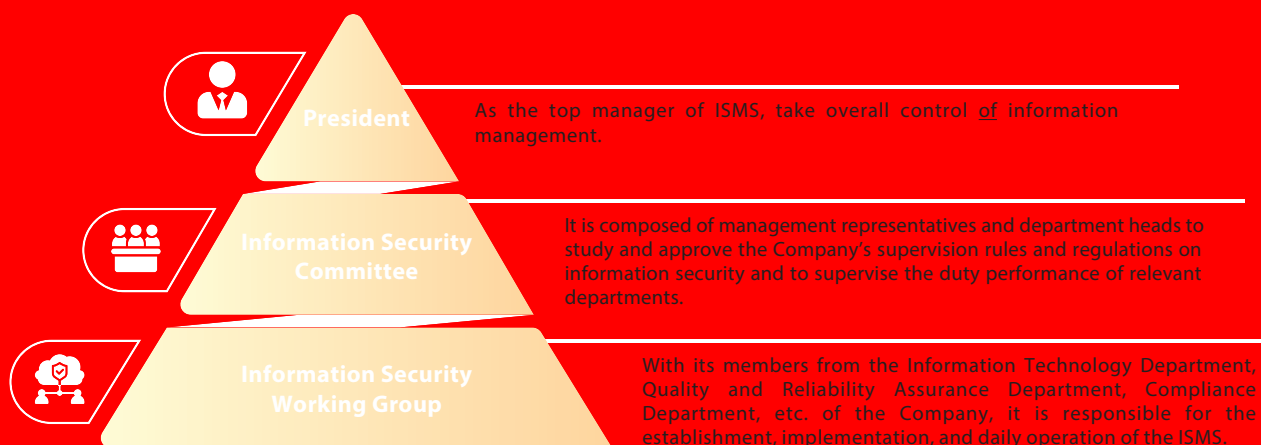 President
As the top manager of ISMS, take overall control of information
management.
Information Security
Committee
It is composed of management representatives and department heads to
study and approve the Company’s supervision rules and regulations on
information security and to supervise the duty performance of relevant
departments.
Information Security
Working Group
With its members from the Information Technology Department,
Quality and Reliability Assurance Department, Compliance
Department, etc. of the Company, it is responsible for the
establishment, implementation, and daily operation of the ISMS.